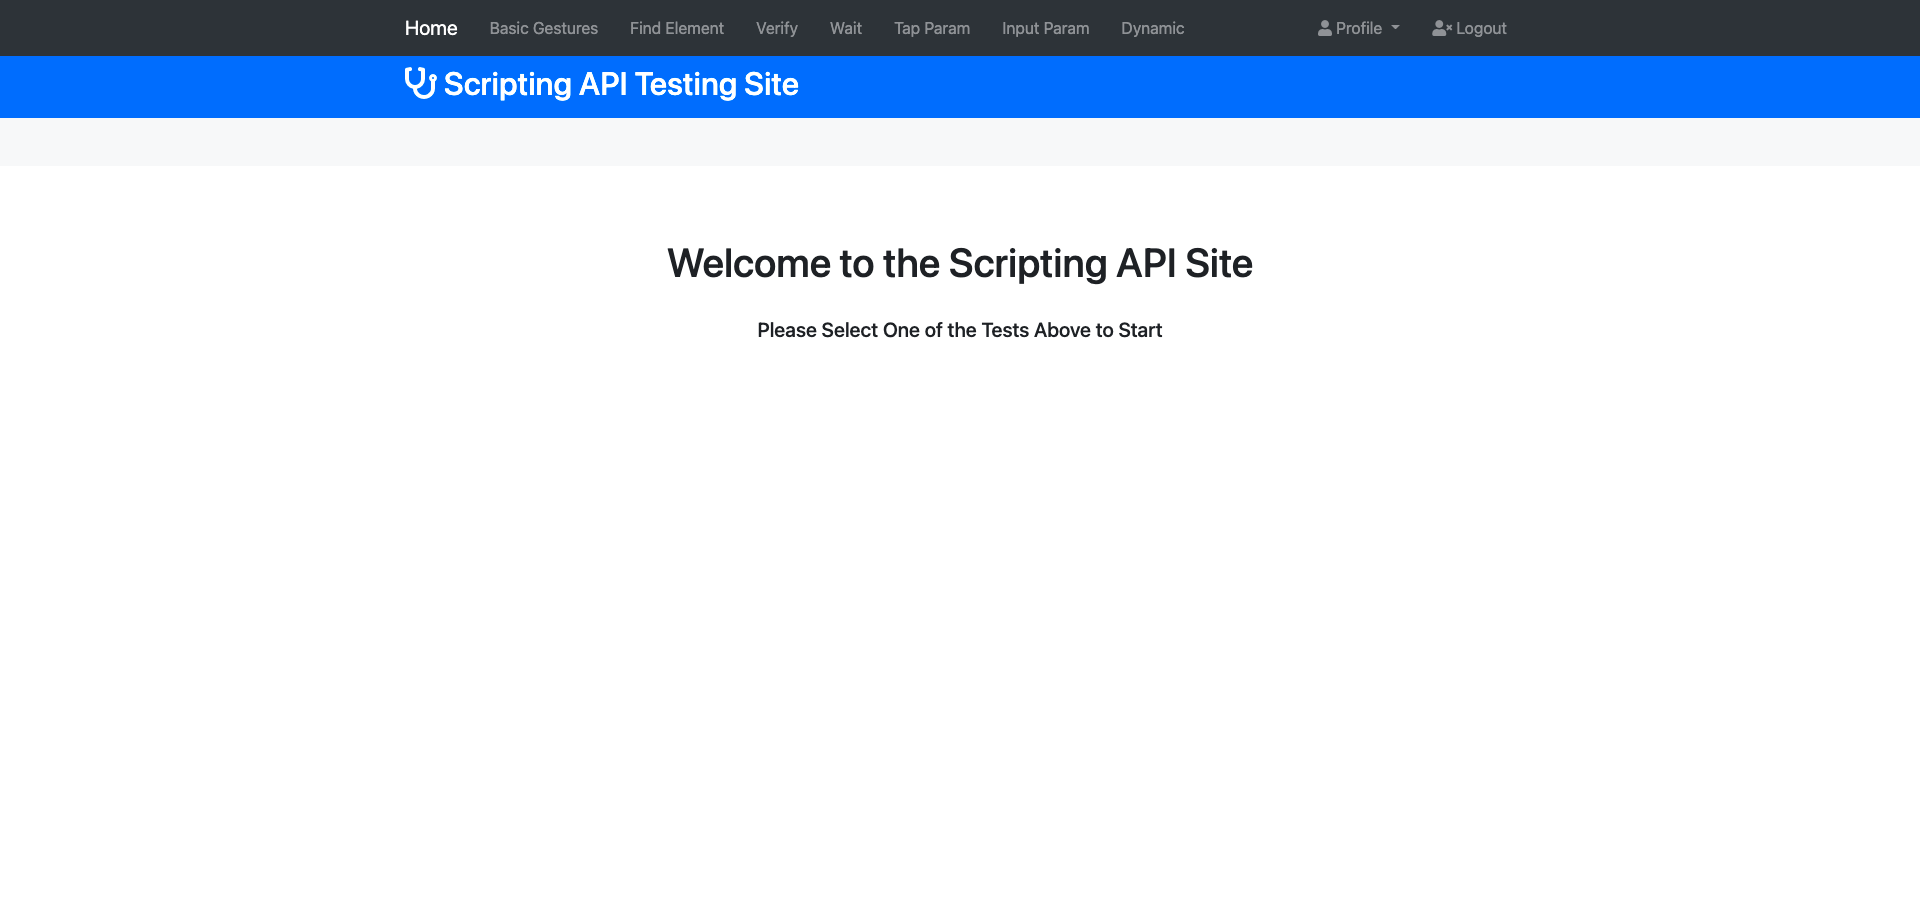 Home Basic Gestures Find Element Verify Wait Tap Param Input Param Dynamic Profile Logout
Scripting API Testing Site
Welcome to the Scripting API Site
Please Select One of the Tests Above to Start